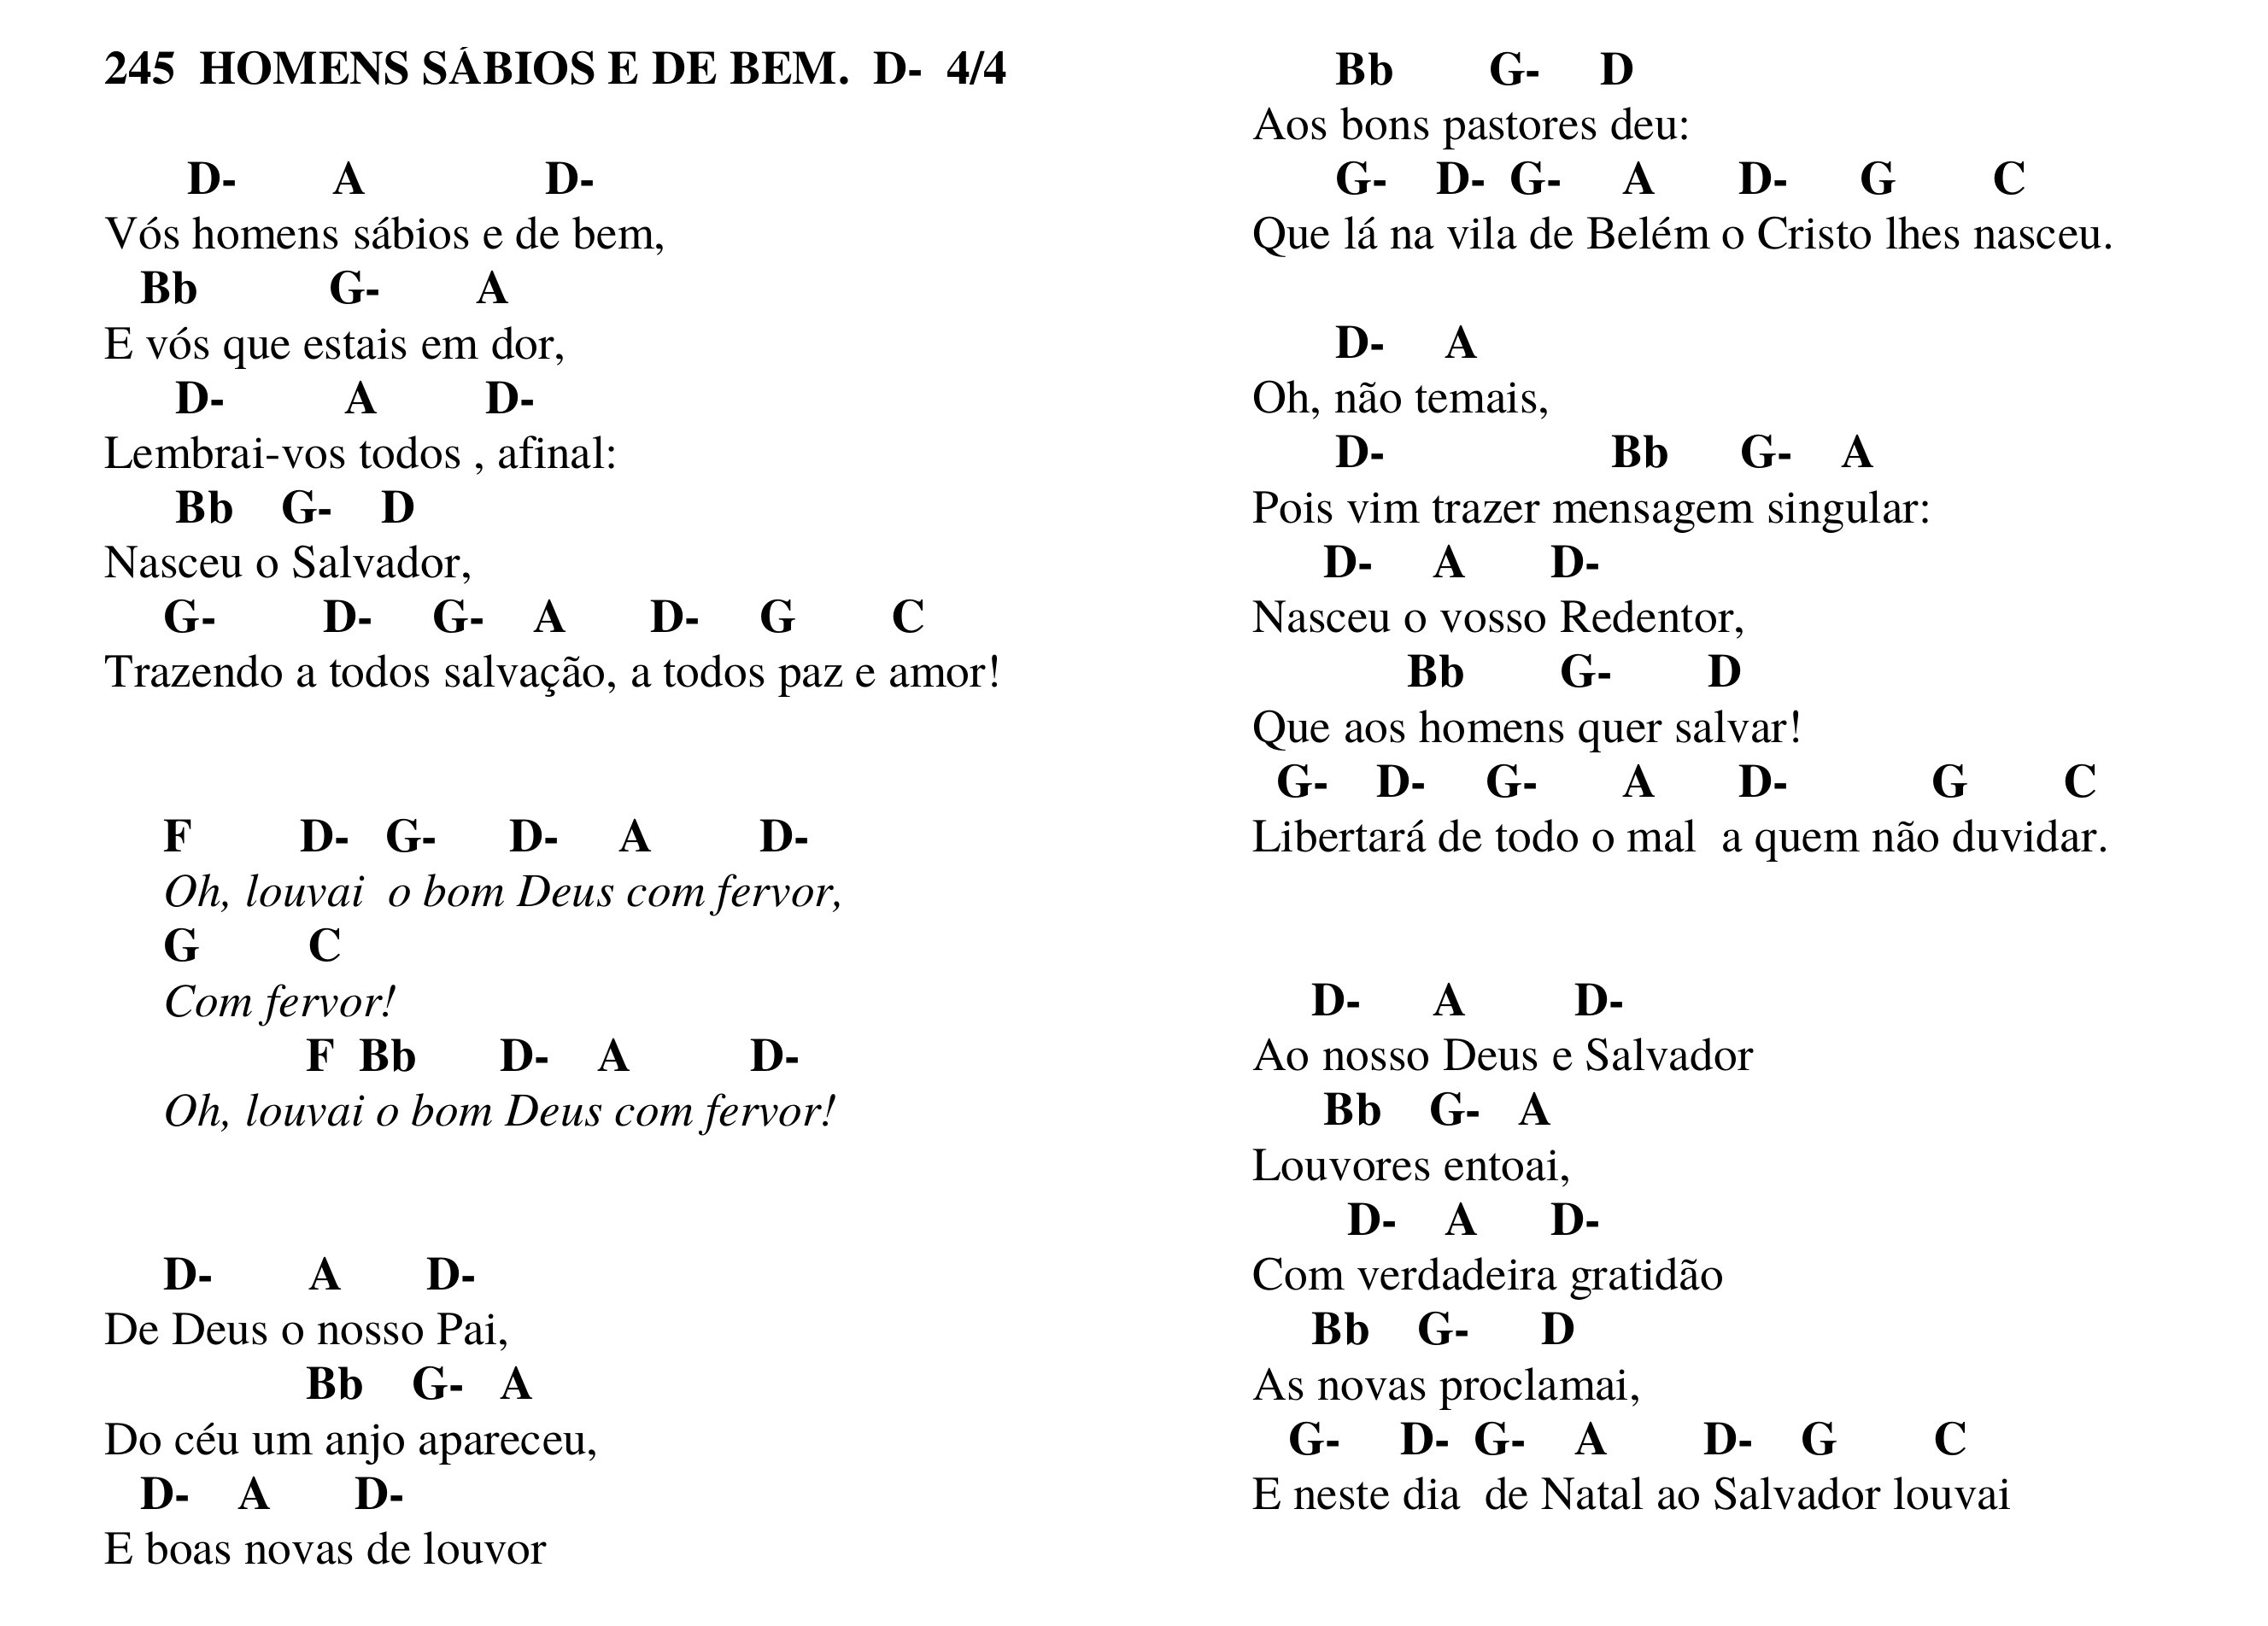 245  HOMENS SÁBIOS E DE BEM.  D-  4/4
D-        A               D-
Vós homens sábios e de bem,
Bb           G-        A
E vós que estais em dor,
D-          A         D-
Lembrai-vos todos , afinal:
Bb    G-    D
Nasceu o Salvador,
G-         D-     G-    A       D-     G        C
Trazendo a todos salvação, a todos paz e amor!
F         D-   G-      D-     A         D-
Oh, louvai  o bom Deus com fervor,
G         C
Com fervor!
F  Bb       D-    A          D-
Oh, louvai o bom Deus com fervor!
D-        A       D-
De Deus o nosso Pai,
Bb    G-   A
Do céu um anjo apareceu,
D-    A       D-
E boas novas de louvor
Bb        G-     D
Aos bons pastores deu:
G-    D-  G-     A       D-      G        C
Que lá na vila de Belém o Cristo lhes nasceu.
D-     A
Oh, não temais,
D-                   Bb      G-    A
Pois vim trazer mensagem singular:
D-     A       D-
Nasceu o vosso Redentor,
Bb        G-        D
Que aos homens quer salvar!
G-    D-     G-       A       D-            G        C
Libertará de todo o mal  a quem não duvidar.
D-      A         D-
Ao nosso Deus e Salvador
Bb    G-   A
Louvores entoai,
D-    A      D-
Com verdadeira gratidão
Bb    G-      D
As novas proclamai,
G-     D-  G-    A        D-    G        C
E neste dia  de Natal ao Salvador louvai